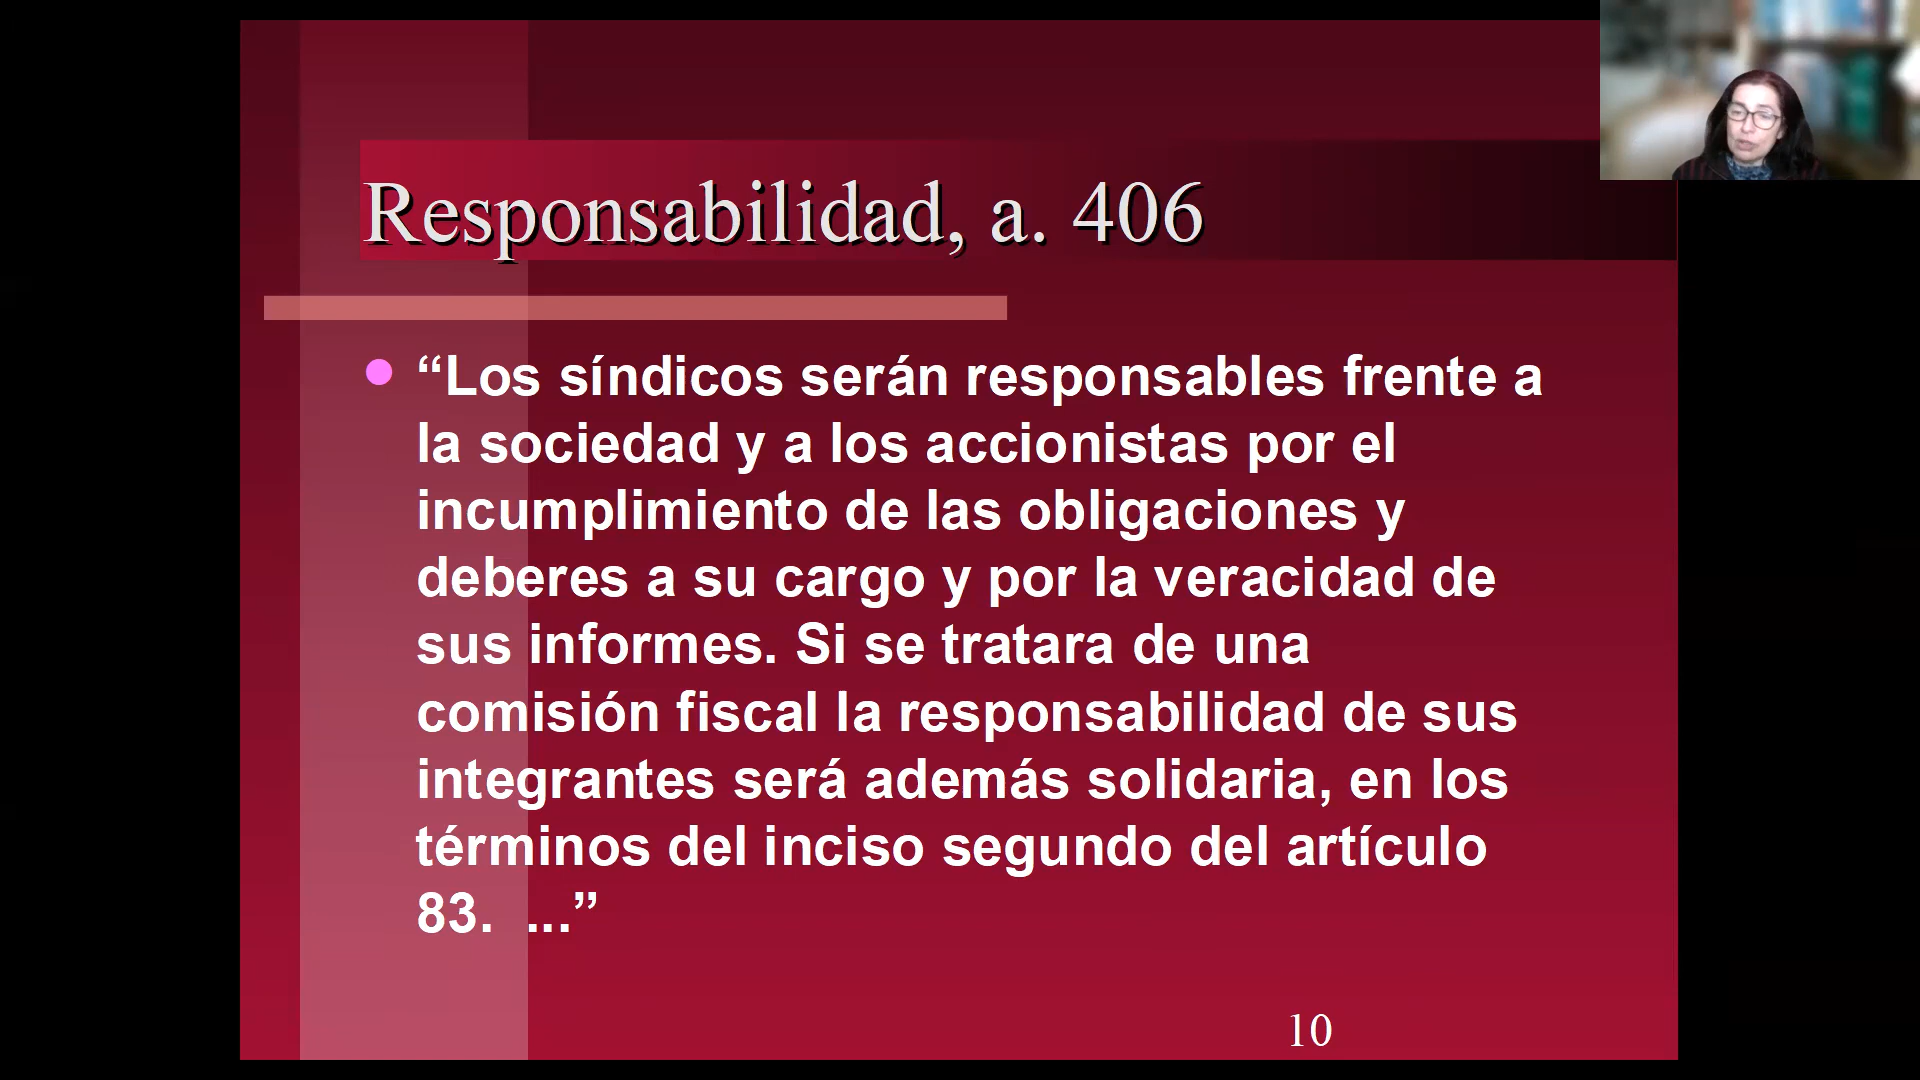 Responsabilidad, a. 406
“Los síndicos serán responsables frente a
la sociedad y a los accionistas por el
incumplimiento de las obligaciones y
deberes a su cargo y por la veracidad de
sus informes. Si se tratara de una
comisión fiscal la responsabilidad de sus
integrantes será además solidaria, en los
términos del inciso segundo del artículo
83.  ...”
10